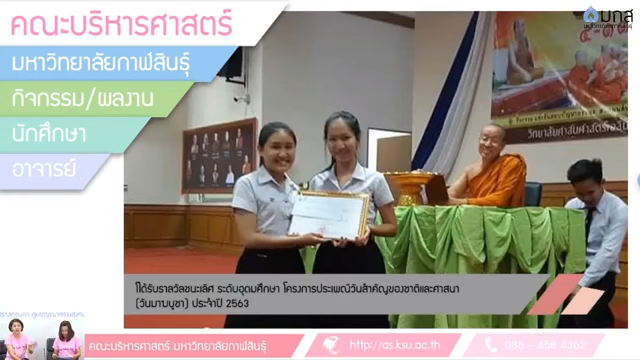 คณะบริหารศาสตร์
มหาวิทยาลัยกาฬสินธุ์
กิจกรรม/ผลงาน
นักศึกษา
อาจารย์
มกส
ได้รับรางวัลชนะเลิศ ระดับอุดมศึกษา โครงการประเพณีวันสำคัญของชาติและศาสนา
(วันมาฆบูชา) ประจำปี 2563
คณะบริหารศาสตร์ มหาวิทยาลัยกาฬสินธุ์
http://as.ksu.ac.th
086 - 458 4362